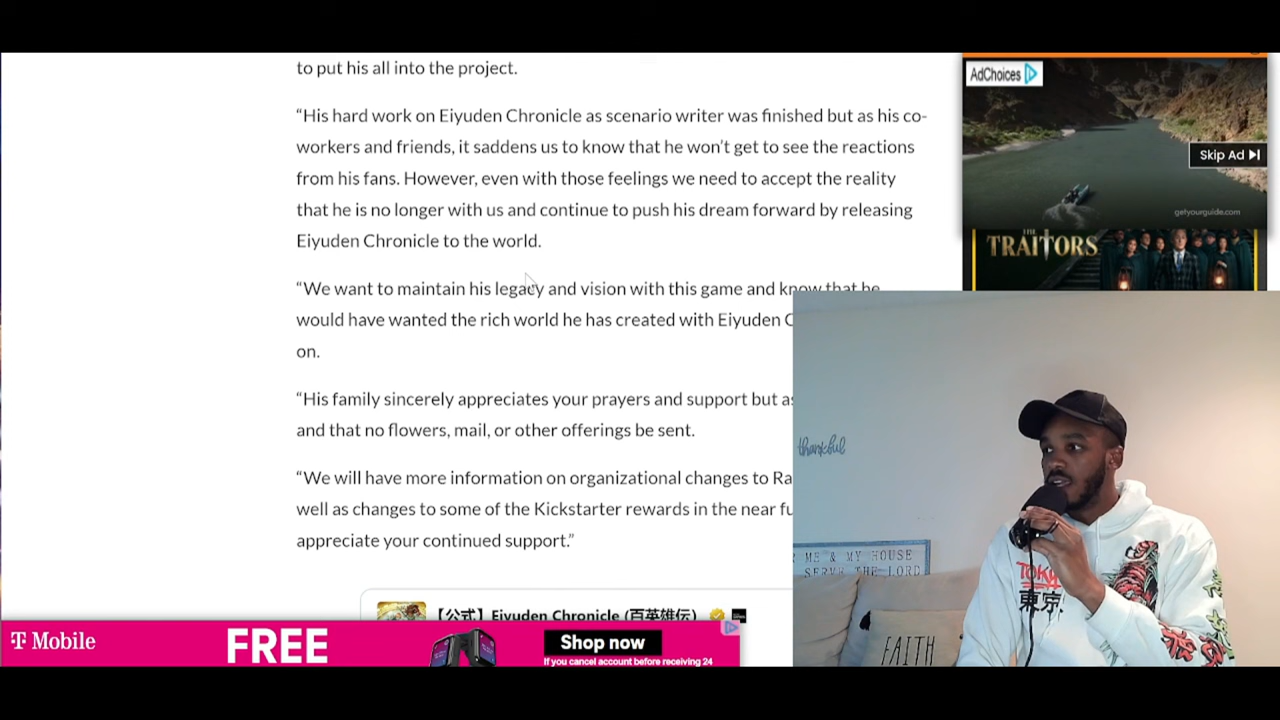 to put his all into the project.
“His hard work on Eiyuden Chronicle as scenario writer was finished but as his co-
workers and friends, it saddens us to know that he won’t get to see the reactions
from his fans. However, even with those feelings we need to accept the reality
that he is no longer with us and continue to push his dream forward by releasing
Eiyuden Chronicle to the world.
“We want to maintain his legacy and vision with this game and know that he
would have wanted the rich world he has created with Eiyuden C
on.
“His family sincerely appreciates your prayers and support but as
and that no flowers, mail, or other offerings be sent.
“We will have more information on organizational changes to Ra
well as changes to some of the Kickstarter rewards in the near fu
appreciate your continued support.”
【公式】Eiyuden Chronicle (百英雄伝)
T Mobile
FREE
Shop now
If you cancel account before receiving 24
AdChoices
Skip Ad
getyourguide.com
THE
TRAITORS
thankful
ME & MY HOUSE
SERVE THE LORD
FAITH
TOKY
東京